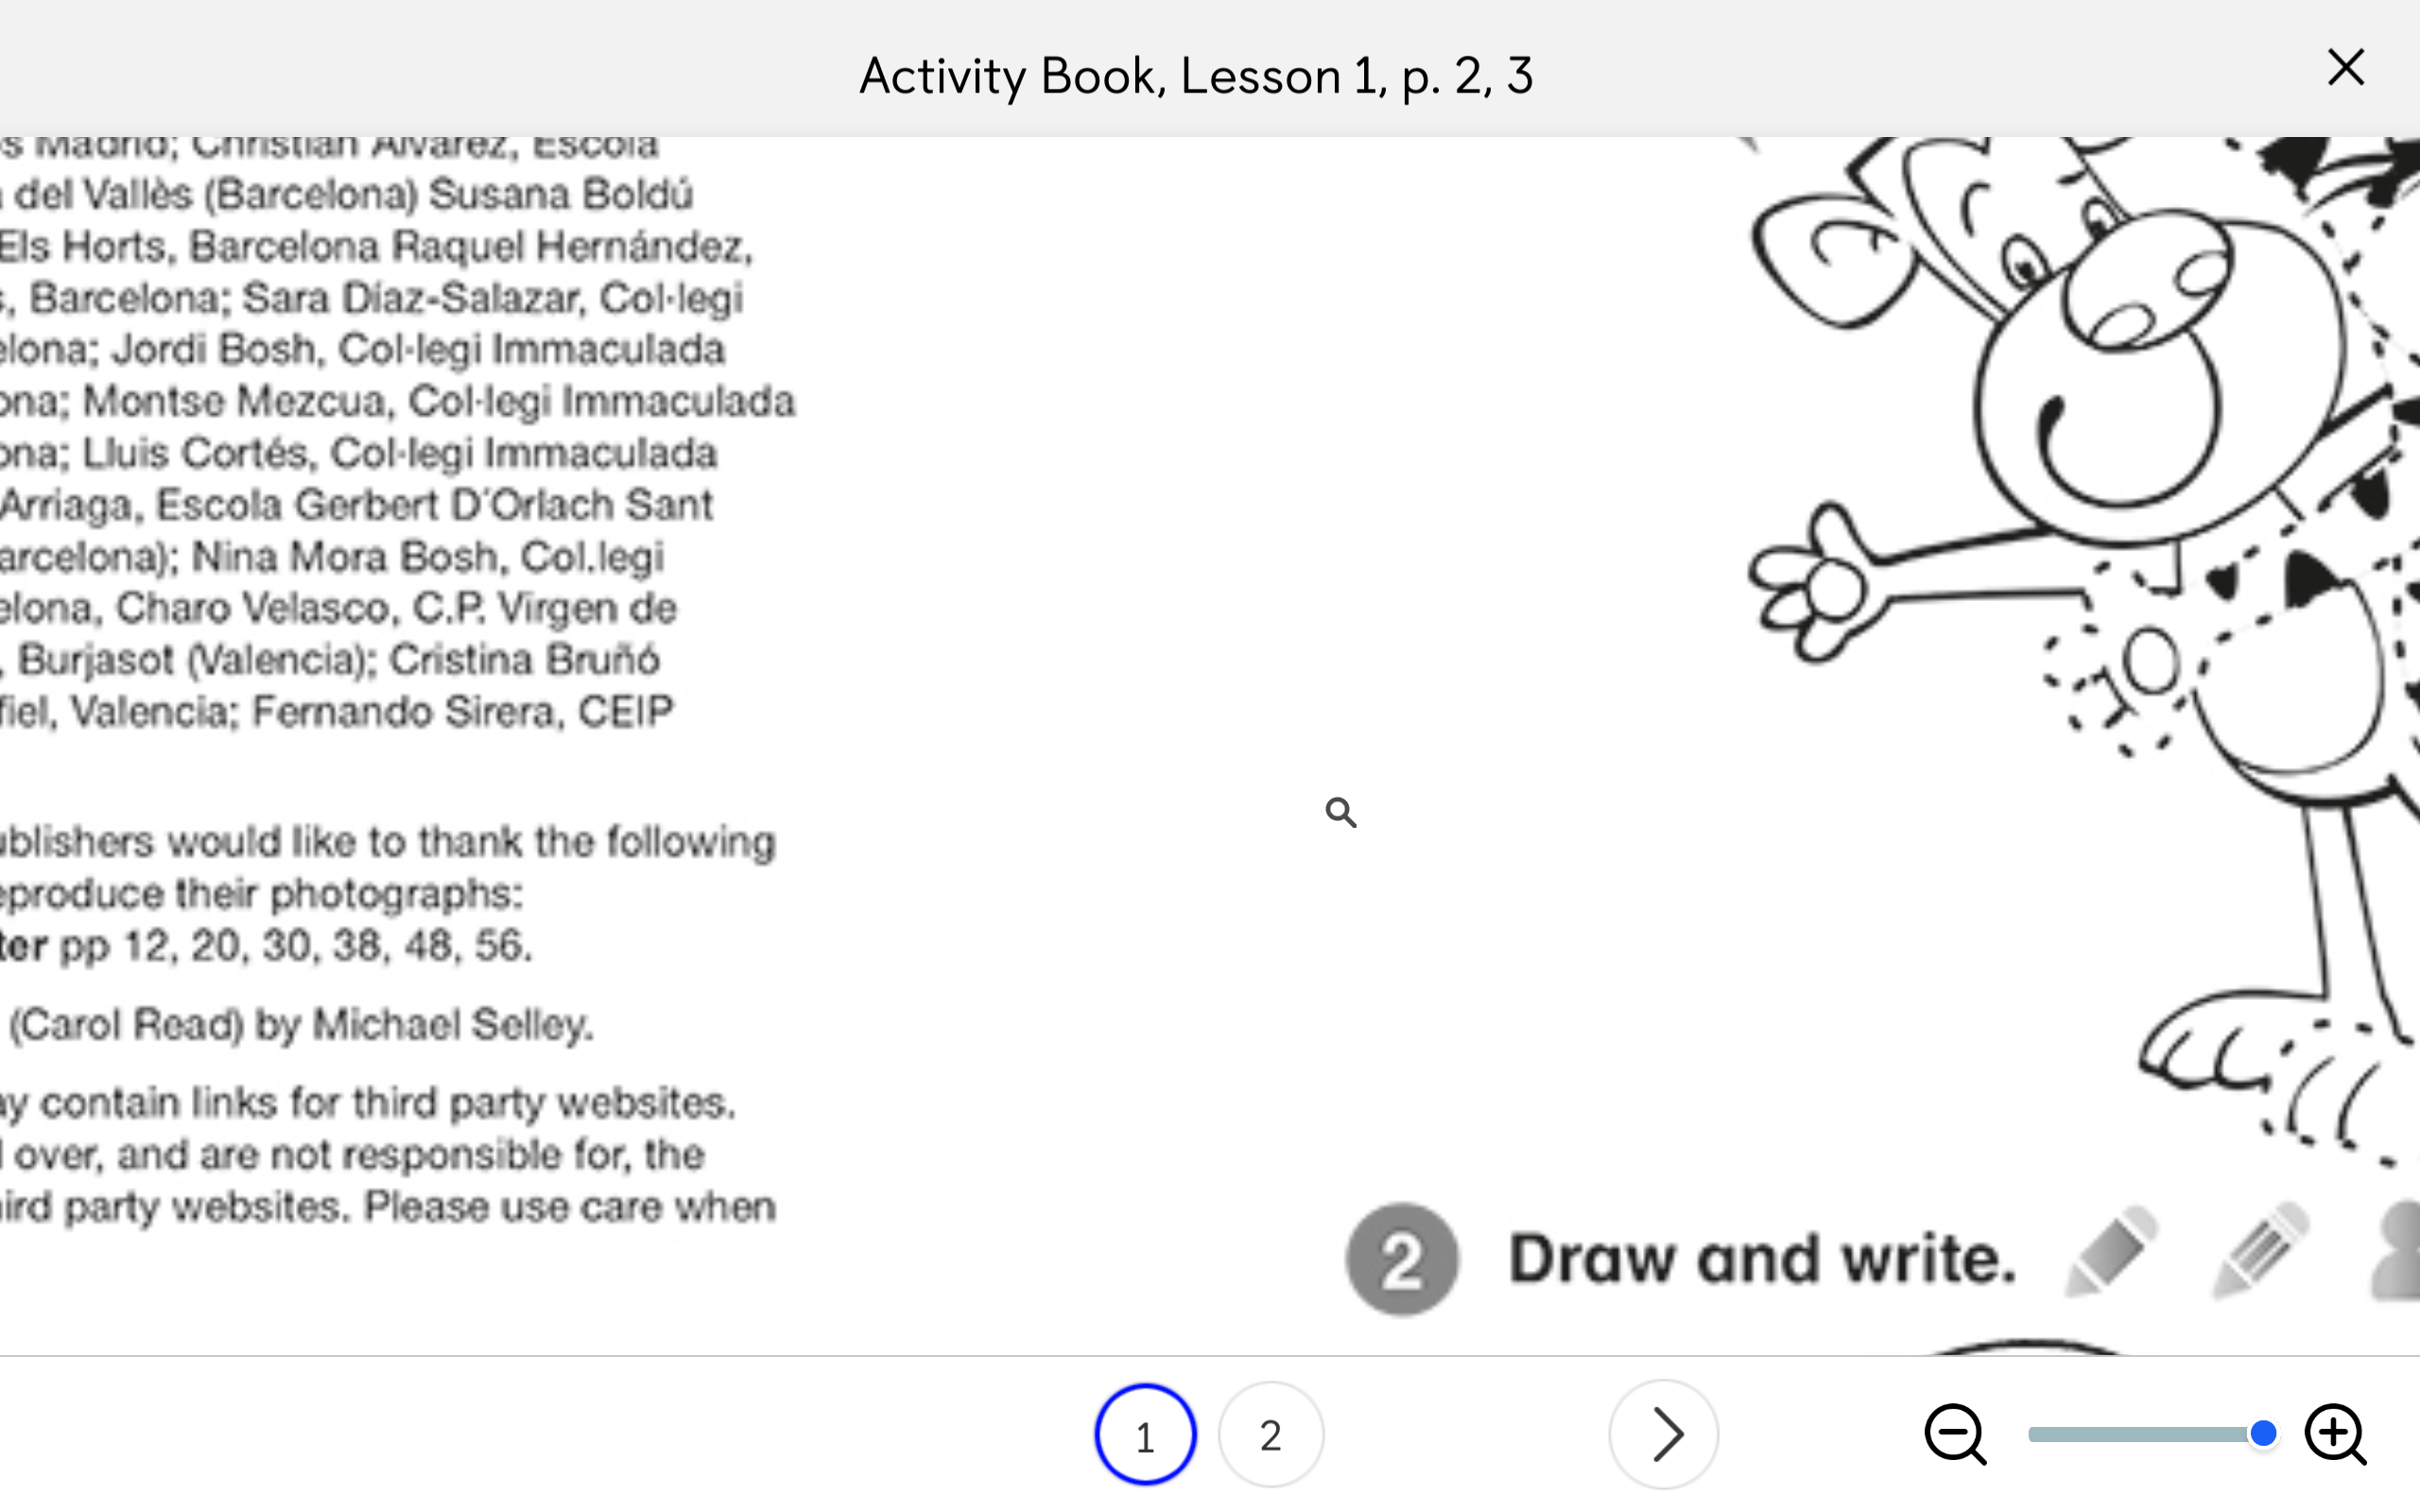 Activity Book, Lesson 1, p. 2, 3
s Madrid; Christian Álvarez, Escola
del Vallès (Barcelona) Susana Boldú
Els Horts, Barcelona Raquel Hernández,
s, Barcelona; Sara Díaz-Salazar, Col·legi
elona; Jordi Bosh, Col·legi Immaculada
ona; Montse Mezcua, Col·legi Immaculada
ona; Lluis Cortés, Col·legi Immaculada
Arriaga, Escola Gerbert D´Orlach Sant
arcelona); Nina Mora Bosh, Col.legi
elona, Charo Velasco, C.P. Virgen de
, Burjasot (Valencia); Cristina Bruñó
fiel, Valencia; Fernando Sirera, CEIP
ublishers would like to thank the following
eproduce their photographs:
ter pp 12, 20, 30, 38, 48, 56.
(Carol Read) by Michael Selley.
ay contain links for third party websites.
l over, and are not responsible for, the
ird party websites. Please use care when
2 Draw and write.
1 2